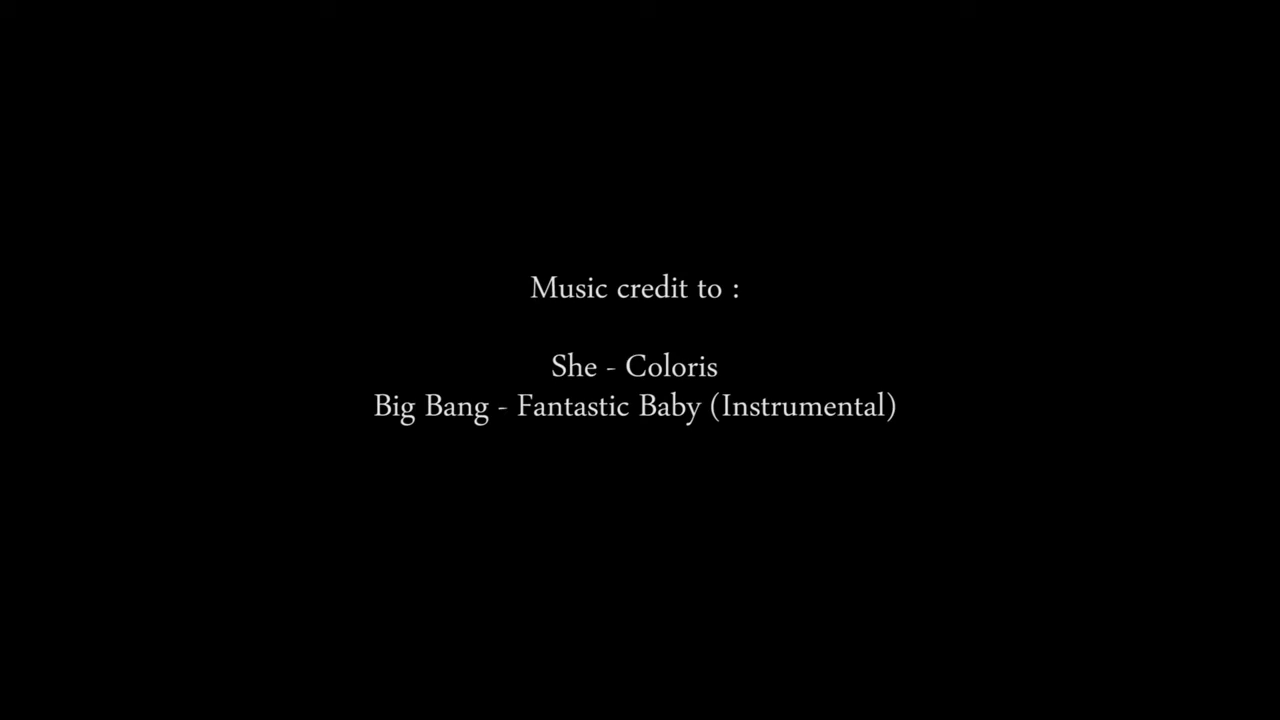 Music credit to :
She - Coloris
Big Bang - Fantastic Baby (Instrumental)